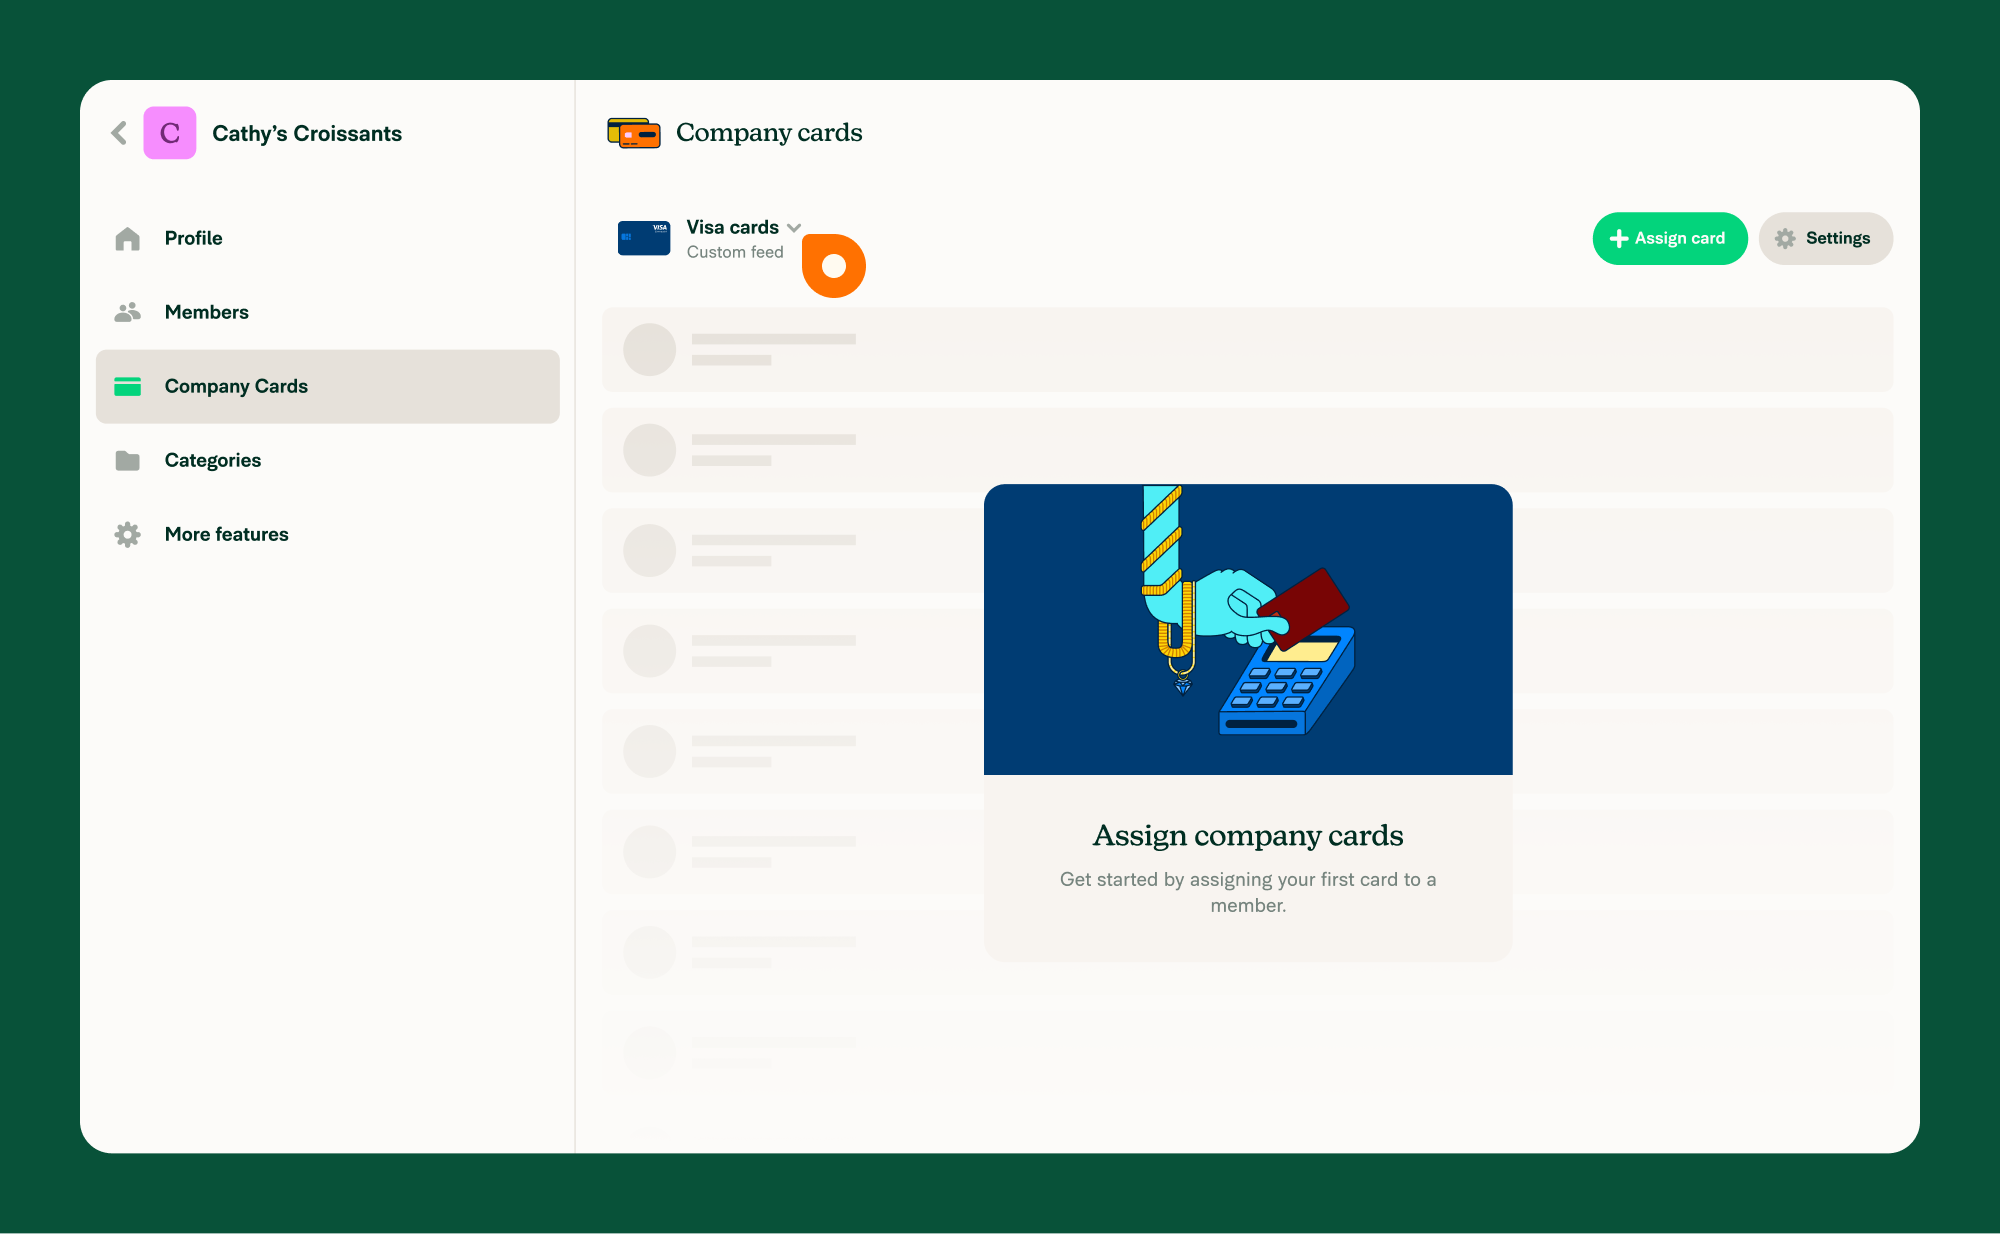 C
Cathy’s Croissants
Profile
Members
Company Cards
Categories
More features
Company cards
VISA
Visa cards
Custom feed
Assign card
Settings
Assign company cards
Get started by assigning your first card to a
member.